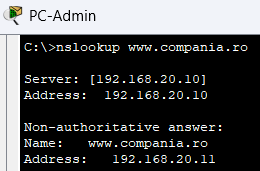 PC-Admin
C:\>nslookup www.compania.ro
Server: [192.168.20.10]
Address:  192.168.20.10
Non-authoritative answer:
Name:   www.compania.ro
Address:   192.168.20.11